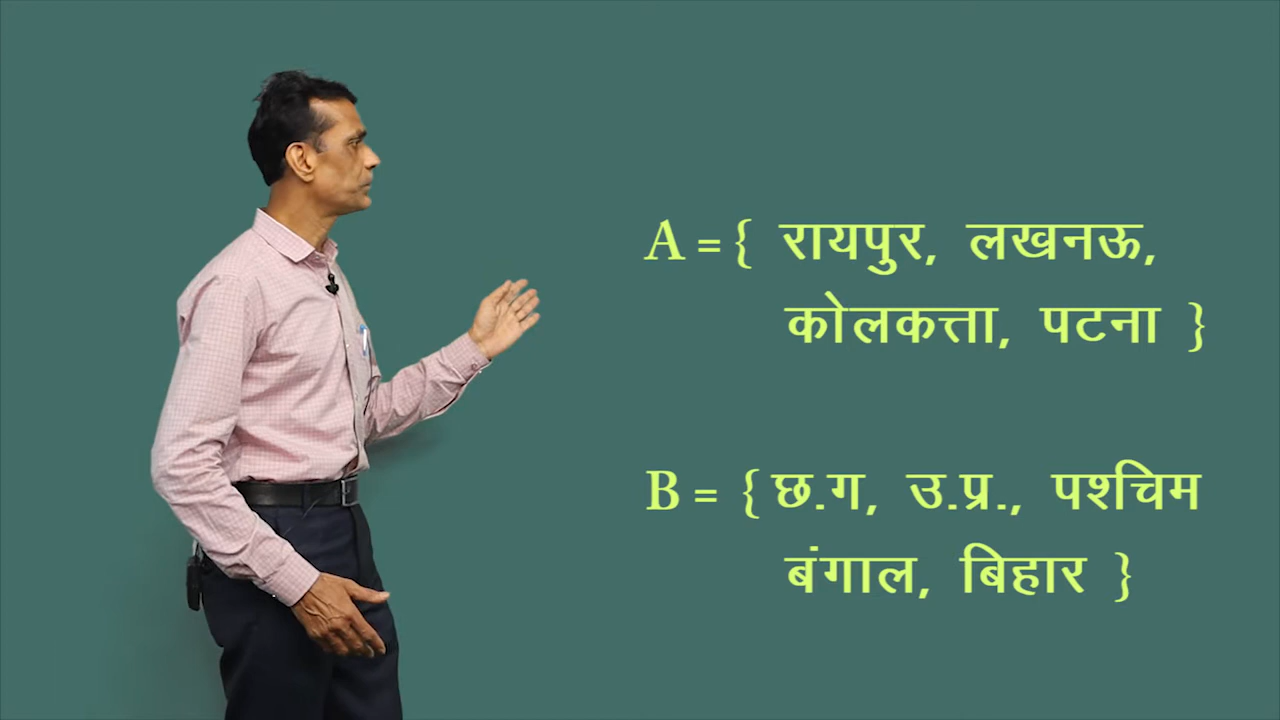 A = { रायपुर, लखनऊ,
कोलकत्ता, पटना }
B = { छ.ग, उ.प्र., पश्चिम
बंगाल, बिहार }